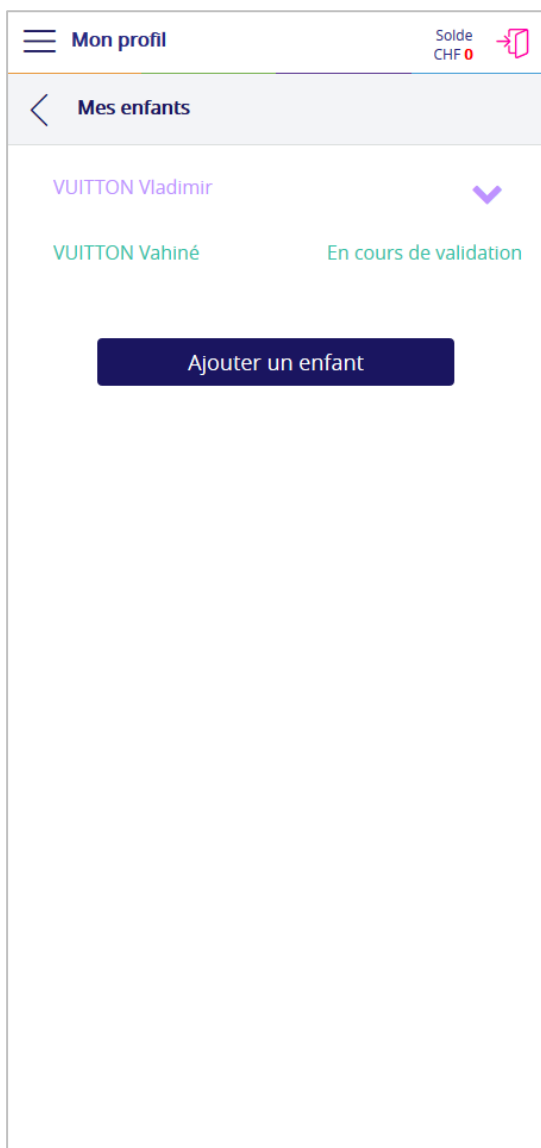 Mon profil
Solde
CHF 0
Mes enfants
VUITTON Vladimir
VUITTON Vahiné En cours de validation
Ajouter un enfant